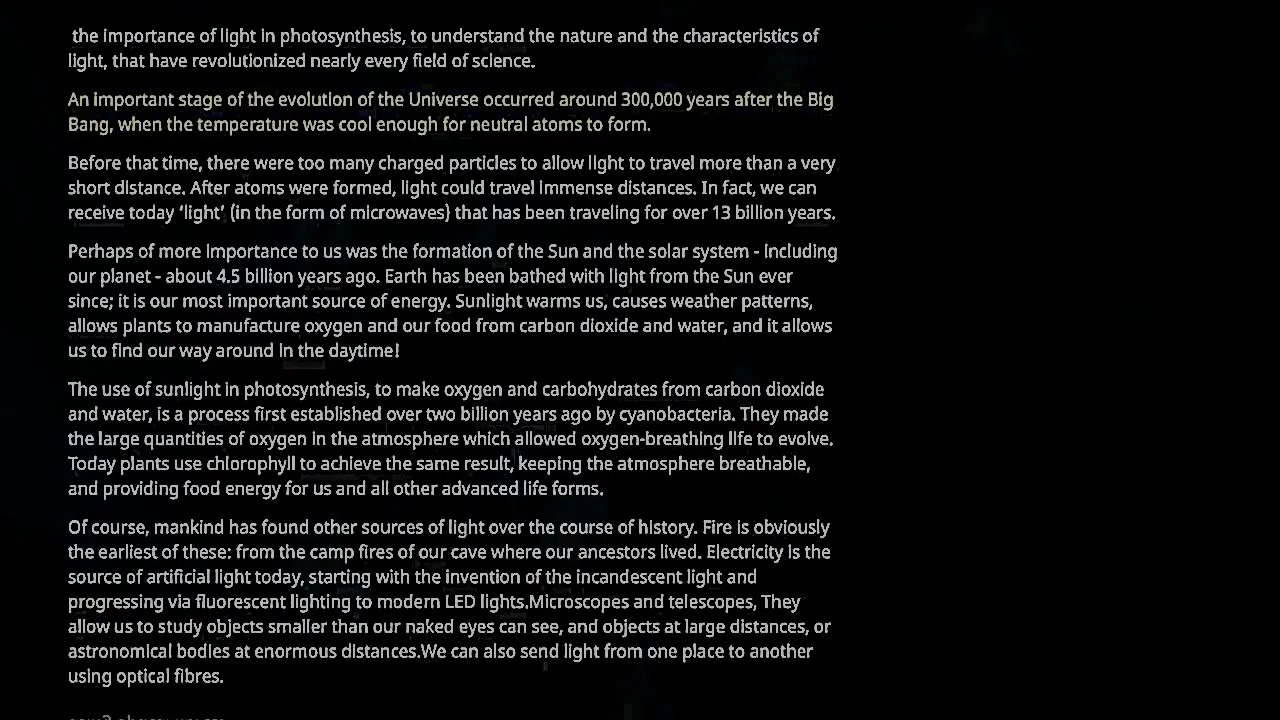 the importance of light in photosynthesis, to understand the nature and the characteristics of
light, that have revolutionized nearly every field of science.
An important stage of the evolution of the Universe occurred around 300,000 years after the Big
Bang, when the temperature was cool enough for neutral atoms to form.
Before that time, there were too many charged particles to allow light to travel more than a very
short distance. After atoms were formed, light could travel immense distances. In fact, we can
receive today ‘light’ (in the form of microwaves) that has been traveling for over 13 billion years.
Perhaps of more importance to us was the formation of the Sun and the solar system - including
our planet - about 4.5 billion years ago. Earth has been bathed with light from the Sun ever
since; it is our most important source of energy. Sunlight warms us, causes weather patterns,
allows plants to manufacture oxygen and our food from carbon dioxide and water, and it allows
us to find our way around in the daytime!
The use of sunlight in photosynthesis, to make oxygen and carbohydrates from carbon dioxide
and water, is a process first established over two billion years ago by cyanobacteria. They made
the large quantities of oxygen in the atmosphere which allowed oxygen-breathing life to evolve.
Today plants use chlorophyll to achieve the same result, keeping the atmosphere breathable,
and providing food energy for us and all other advanced life forms.
Of course, mankind has found other sources of light over the course of history. Fire is obviously
the earliest of these: from the camp fires of our cave where our ancestors lived. Electricity is the
source of artificial light today, starting with the invention of the incandescent light and
progressing via fluorescent lighting to modern LED lights.Microscopes and telescopes, They
allow us to study objects smaller than our naked eyes can see, and objects at large distances, or
astronomical bodies at enormous distances.We can also send light from one place to another
using optical fibres.